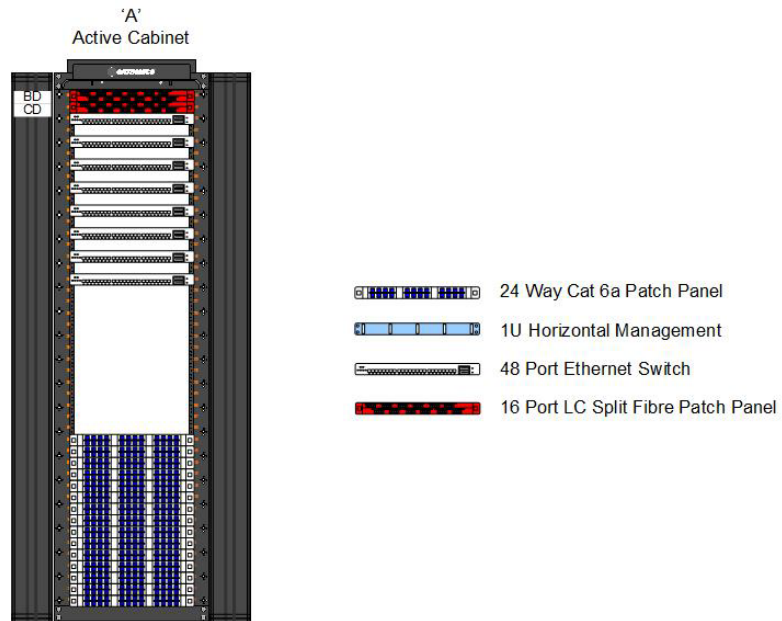 ‘A’
Active Cabinet
BD
CD
24 Way Cat 6a Patch Panel
1U Horizontal Management
48 Port Ethernet Switch
16 Port LC Split Fibre Patch Panel